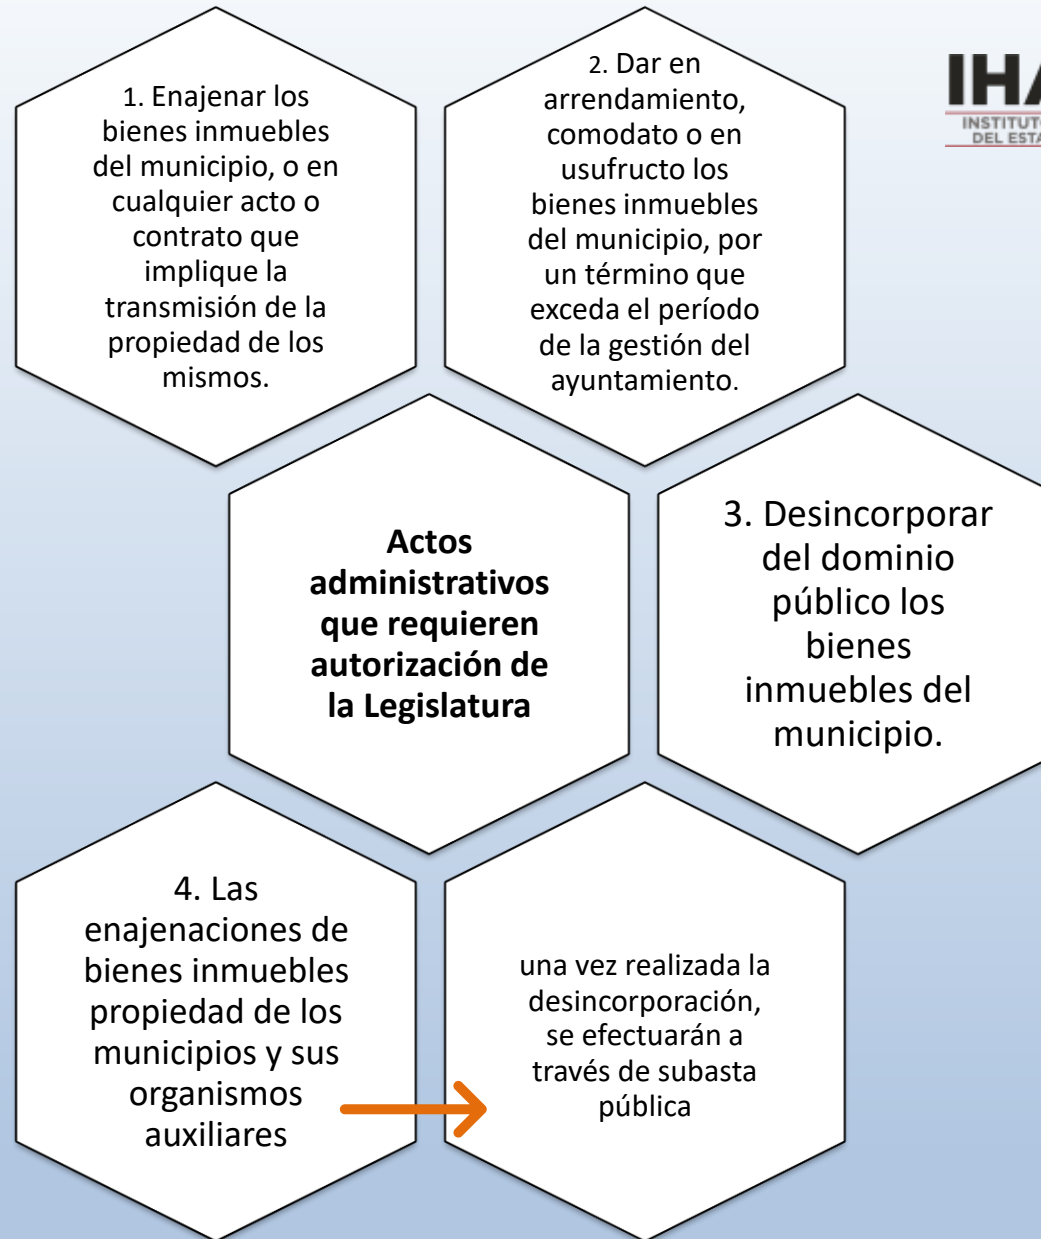 1. Enajenar los
bienes inmuebles
del municipio, o en
cualquier acto o
contrato que
implique la
transmisión de la
propiedad de los
mismos.
2. Dar en
arrendamiento,
comodato o en
usufructo los
bienes inmuebles
del municipio, por
un término que
exceda el período
de la gestión del
ayuntamiento.
Actos
administrativos
que requieren
autorización de
la Legislatura
3. Desincorporar
del dominio
público los
bienes
inmuebles del
municipio.
4. Las
enajenaciones de
bienes inmuebles
propiedad de los
municipios y sus
organismos
auxiliares
una vez realizada la
desincorporación,
se efectuarán a
través de subasta
pública
INSTITUTO
DEL